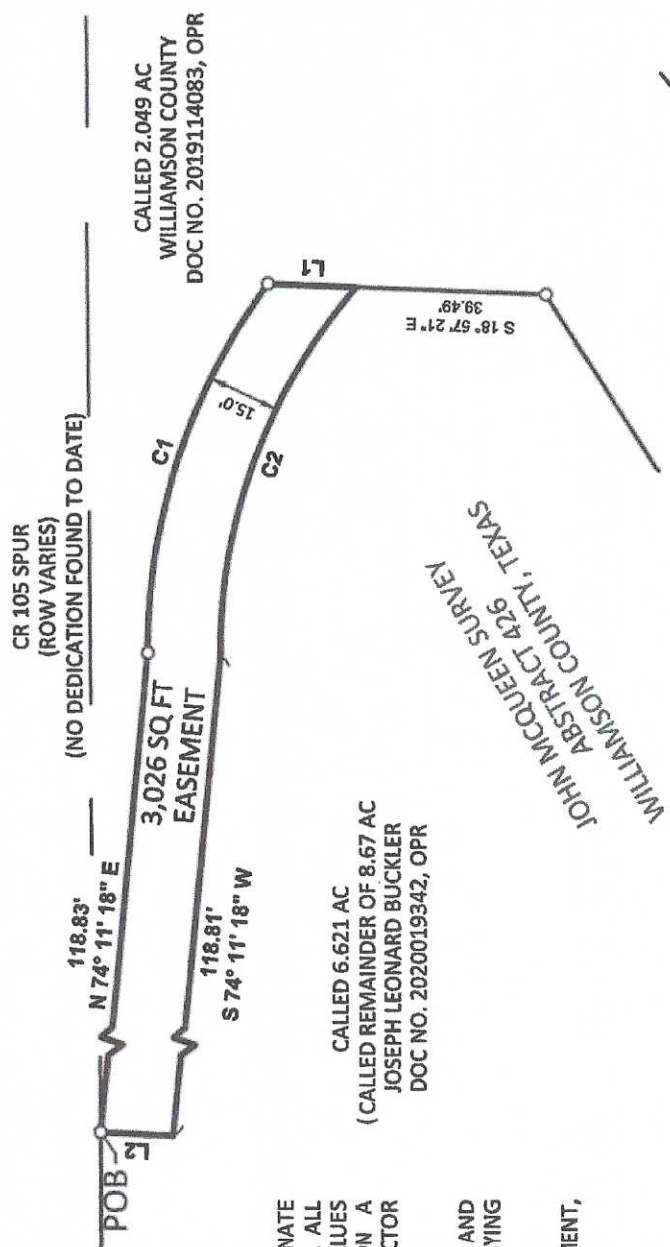 CR 105 SPUR
(ROW VARIES)
(NO DEDICATION FOUND TO DATE)
CALLED 2.049 AC
WILLIAMSON COUNTY
DOC NO. 2019114083, OPR
118.83'
N 74° 11' 18" E
C1
L1
15.0'
POB
L2
3,026 SQ FT
EASEMENT
118.81'
S 74° 11' 18" W
C2
S 18° 57' 21" E
39.49'
CALLED 6.621 AC
(CALLED REMAINDER OF 8.67 AC
JOSEPH LEONARD BUCKLER
DOC NO. 2020019342, OPR
JOHN MCQUEEN SURVEY
ABSTRACT 426
WILLIAMSON COUNTY, TEXAS
NATE
ALL
LUES
ON A
CTOR
AND
YING
MENT,